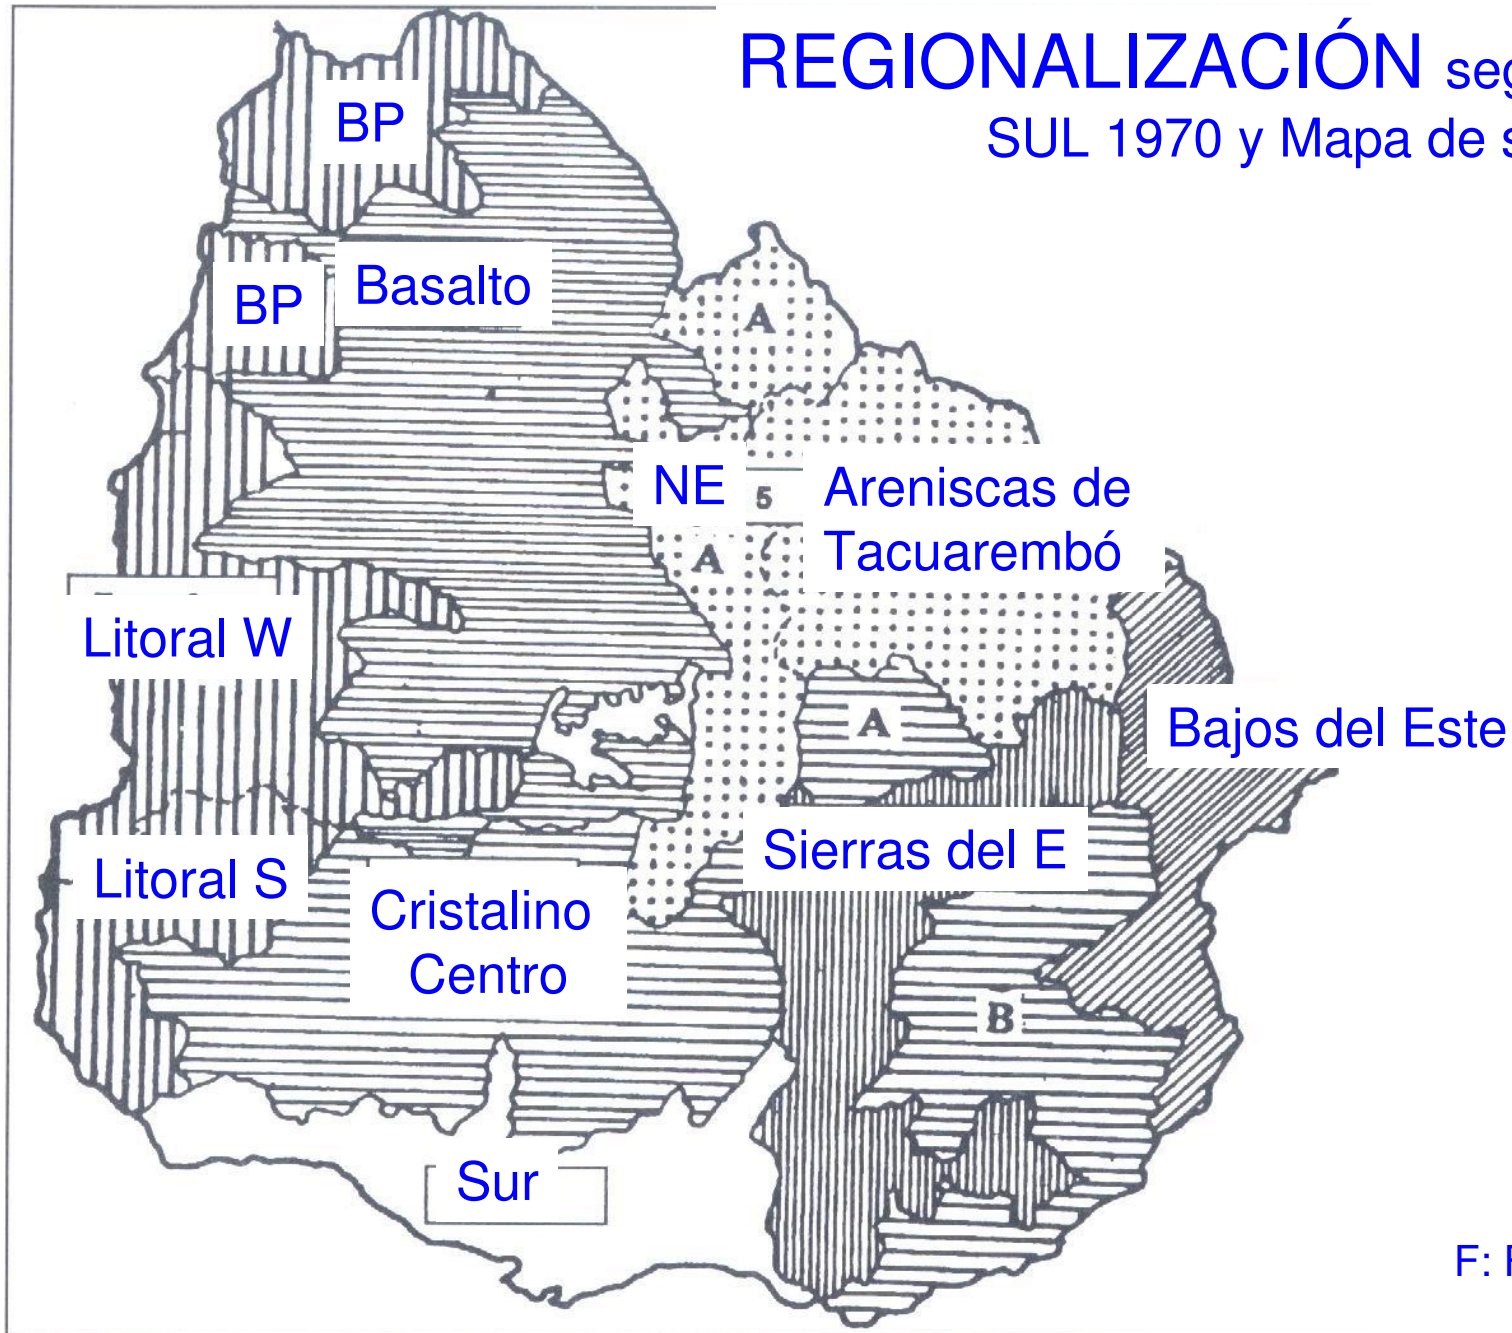 REGIONALIZACIÓN
SUL 1970 y Mapa de
BP
BP
Basalto
A
NE
5
Areniscas de
Tacuarembó
A
Litoral W
A
Bajos del Este
Sierras del E
Litoral S
Cristalino
Centro
B
Sur
F: